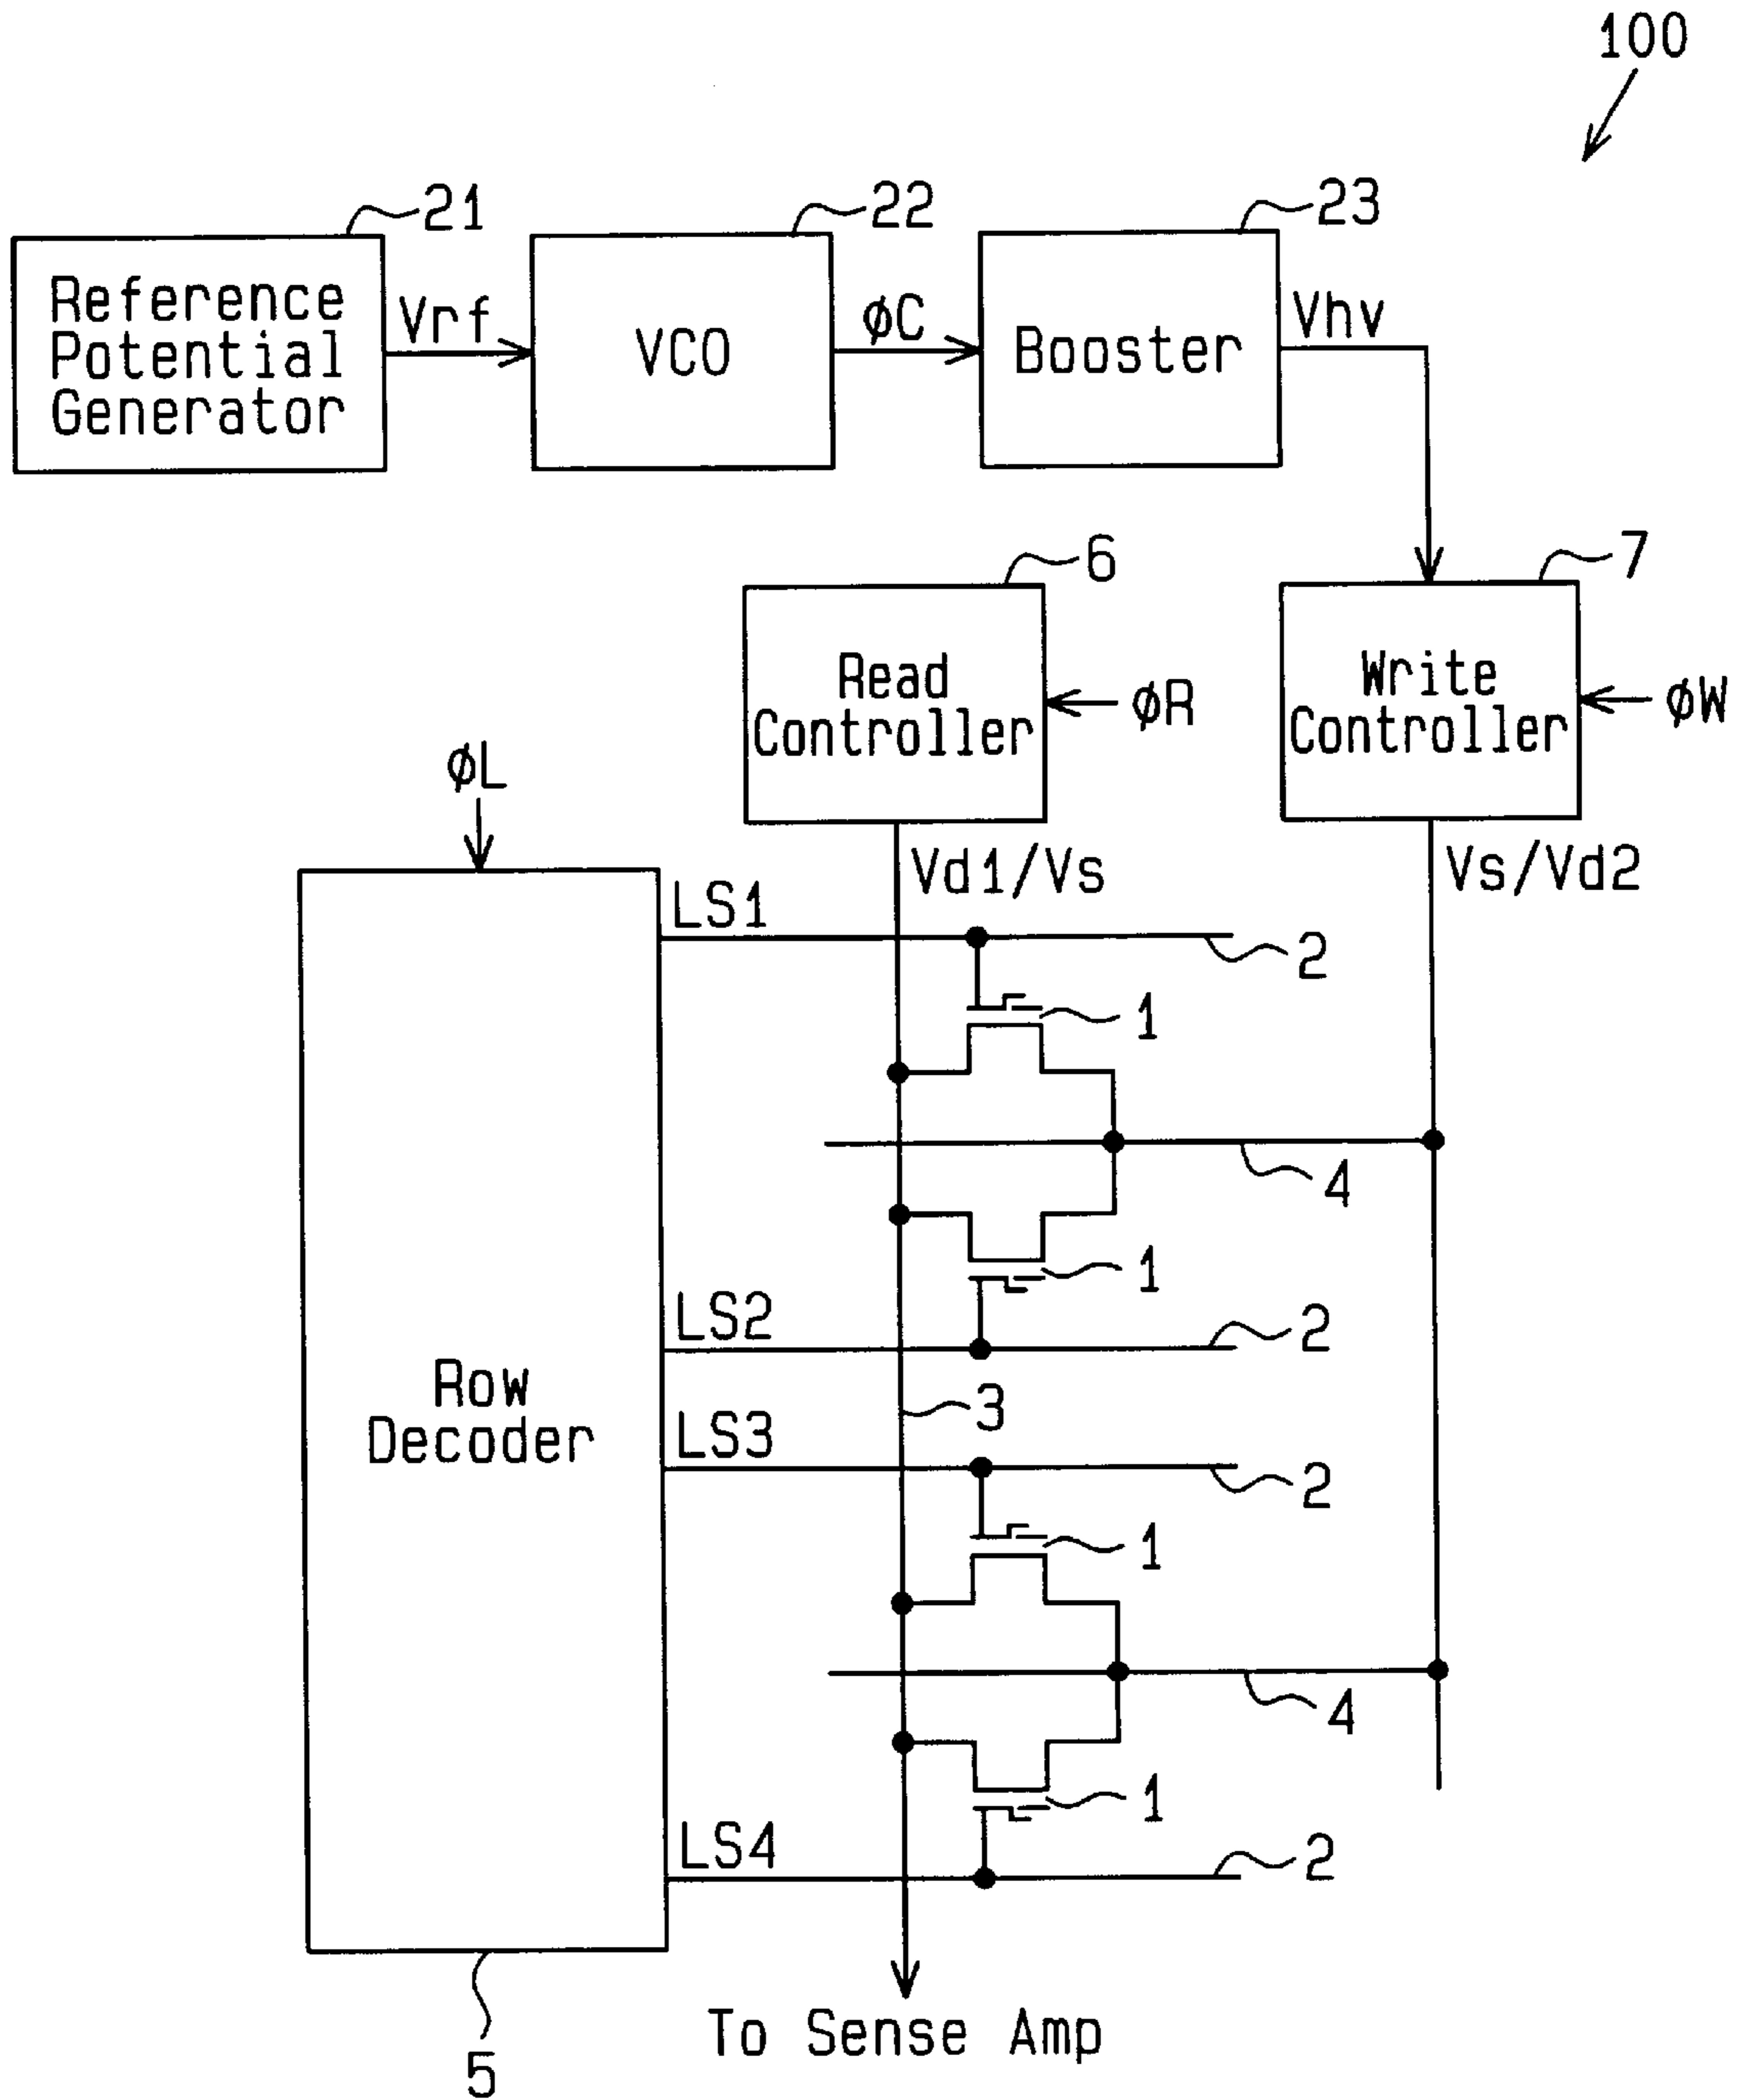 100
21
22
23
Reference
Potential
Generator
Vrf
VCO
φC
Booster
Vhv
6
7
Read
Controller
φR
Write
Controller
φW
φL
Vd1/Vs
Vs/Vd2
LS1
2
1
4
1
LS2
2
Row
Decoder
3
LS3
2
1
4
1
LS4
2
To Sense Amp
5